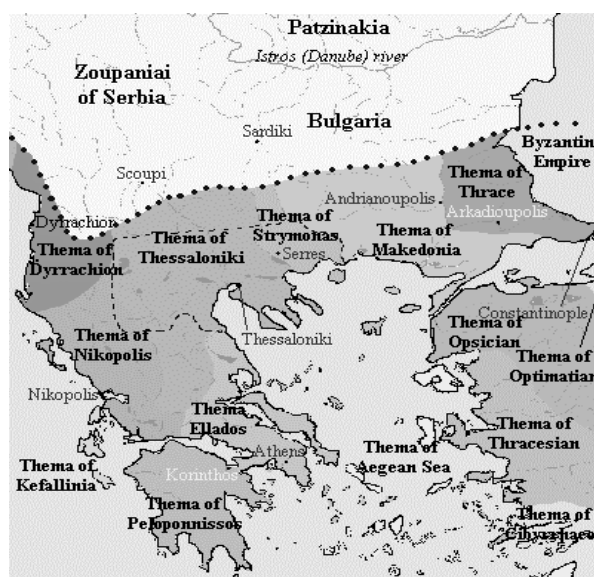 Patzinakia
Istros (Danube) river
Zoupaniai
of Serbia
Bulgaria
Sardiki
Byzantin
Empire
Scoupi
Thema of
Thrace
Andrianoupolis
Arkadioupolis
Dyrrachion
Thema of
Dyrrachion
Thema of
Thessaloniki
Thema of
Strymonas
Serres
Thema of
Makedonia
Constantinople
Thema of
Nikopolis
Thessaloniki
Thema of
Opsician
Thema of
Optimatian
Nikopolis
Thema
Ellados
Athens
Thema of
Thracesian
Thema of
Kefallinia
Korinthos
Thema of
Aegean Sea
Thema of
Peloponnissos
Thema of